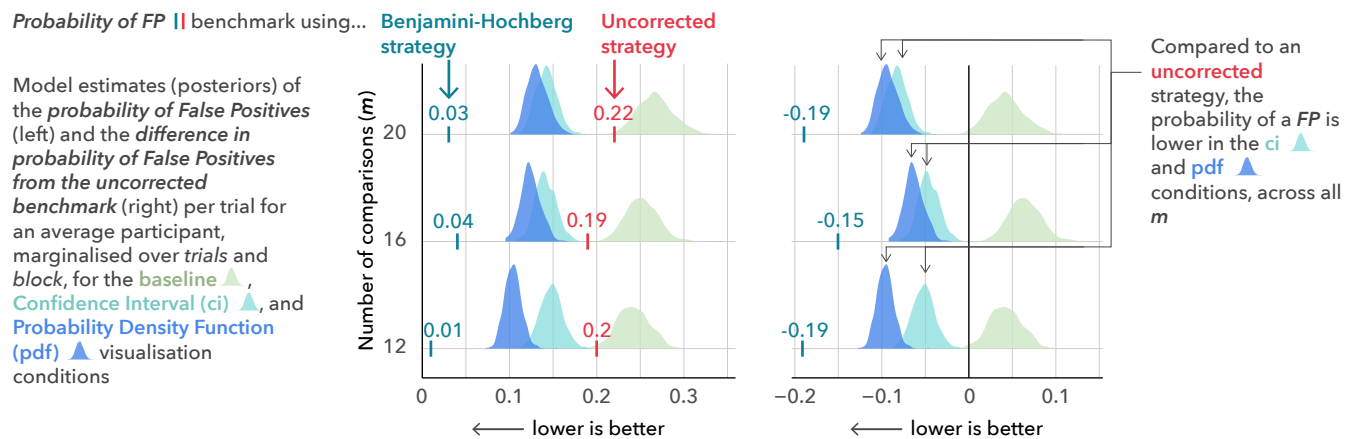 Probability of FP || benchmark using...
Benjamini-Hochberg
strategy
Uncorrected
strategy
Model estimates (posteriors) of
the probability of False Positives
(left) and the difference in
probability of False Positives
from the uncorrected
benchmark (right) per trial for
an average participant,
marginalised over trials and
block, for the baseline ,
Confidence Interval (ci) , and
Probability Density Function
(pdf) visualisation
conditions
Number of comparisons (m)
20
16
12
0.03
0.22
0.04
0.19
0.01
0.2
0
0.1
0.2
0.3
lower is better
-0.19
-0.15
-0.19
−0.2
−0.1
0
0.1
lower is better
Compared to an
uncorrected
strategy, the
probability of a FP is
lower in the ci
and pdf
conditions, across all
m